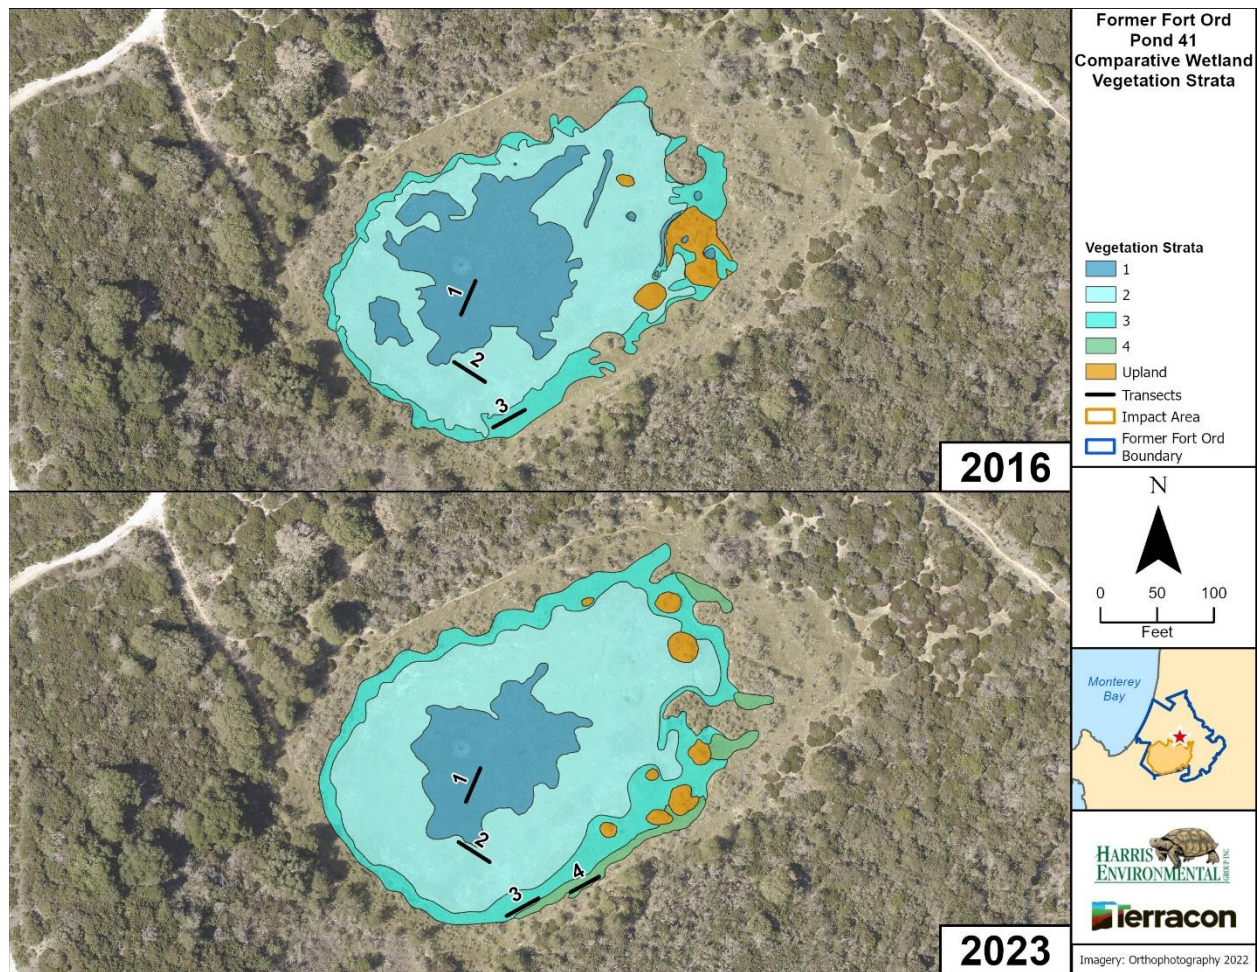 Former Fort Ord
Pond 41
Comparative Wetland
Vegetation Strata
Vegetation Strata
1
2
3
4
Upland
Transects
Impact Area
Former Fort Ord
Boundary
1
2
3
2016
N
0 50 100
Feet
1
2
3
4
2023
Monterey
Bay
HARRIS
ENVIRONMENTAL
GROUP INC
Terracon
Imagery: Orthophotography 2022